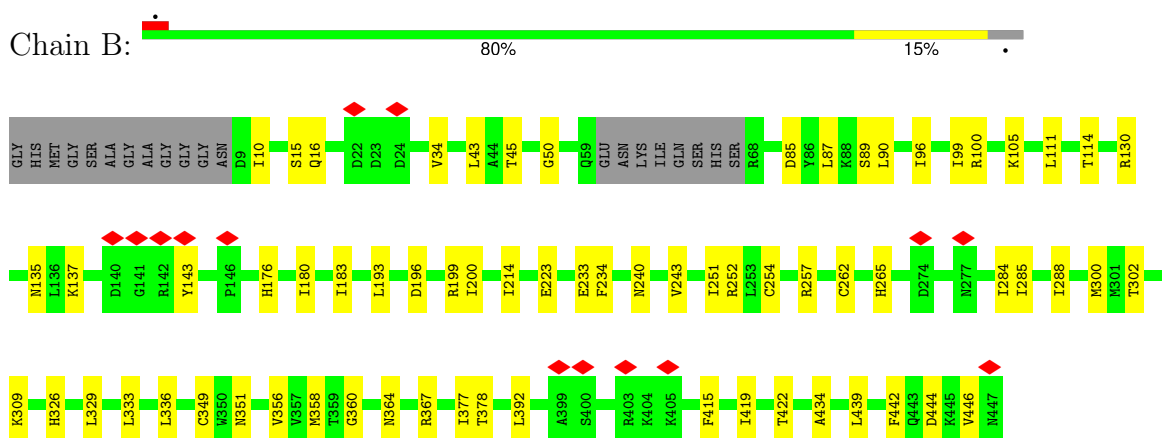 Chain B:
80%
15%
GLY HIS MET GLY SER ALA GLY ALA GLY GLY GLY ASN D9 I10 S15 Q16 D22 D23 D24 V34 L43 A44 T45 G50 Q59 GLU ASN LYS ILE GLN SER HIS SER R68 D85 Y86 L87 K88 S89 L90 I96 I99 R100 K105 L111 T114 R130
N135 L136 K137 D140 G141 R142 Y143 P146 H176 I180 I183 L193 D196 R199 I200 I214 E223 E233 F234 N240 V243 I251 R252 L253 C254 R257 C262 H265 D274 N277 I284 I285 I288 M300 M301 T302
K309 H326 L329 L333 L336 C349 W350 N351 V356 V357 M358 T359 G360 N364 R367 I377 T378 L392 A399 S400 R403 K404 K405 F415 I419 T422 A434 L439 F442 Q443 D444 K445 V446 N447